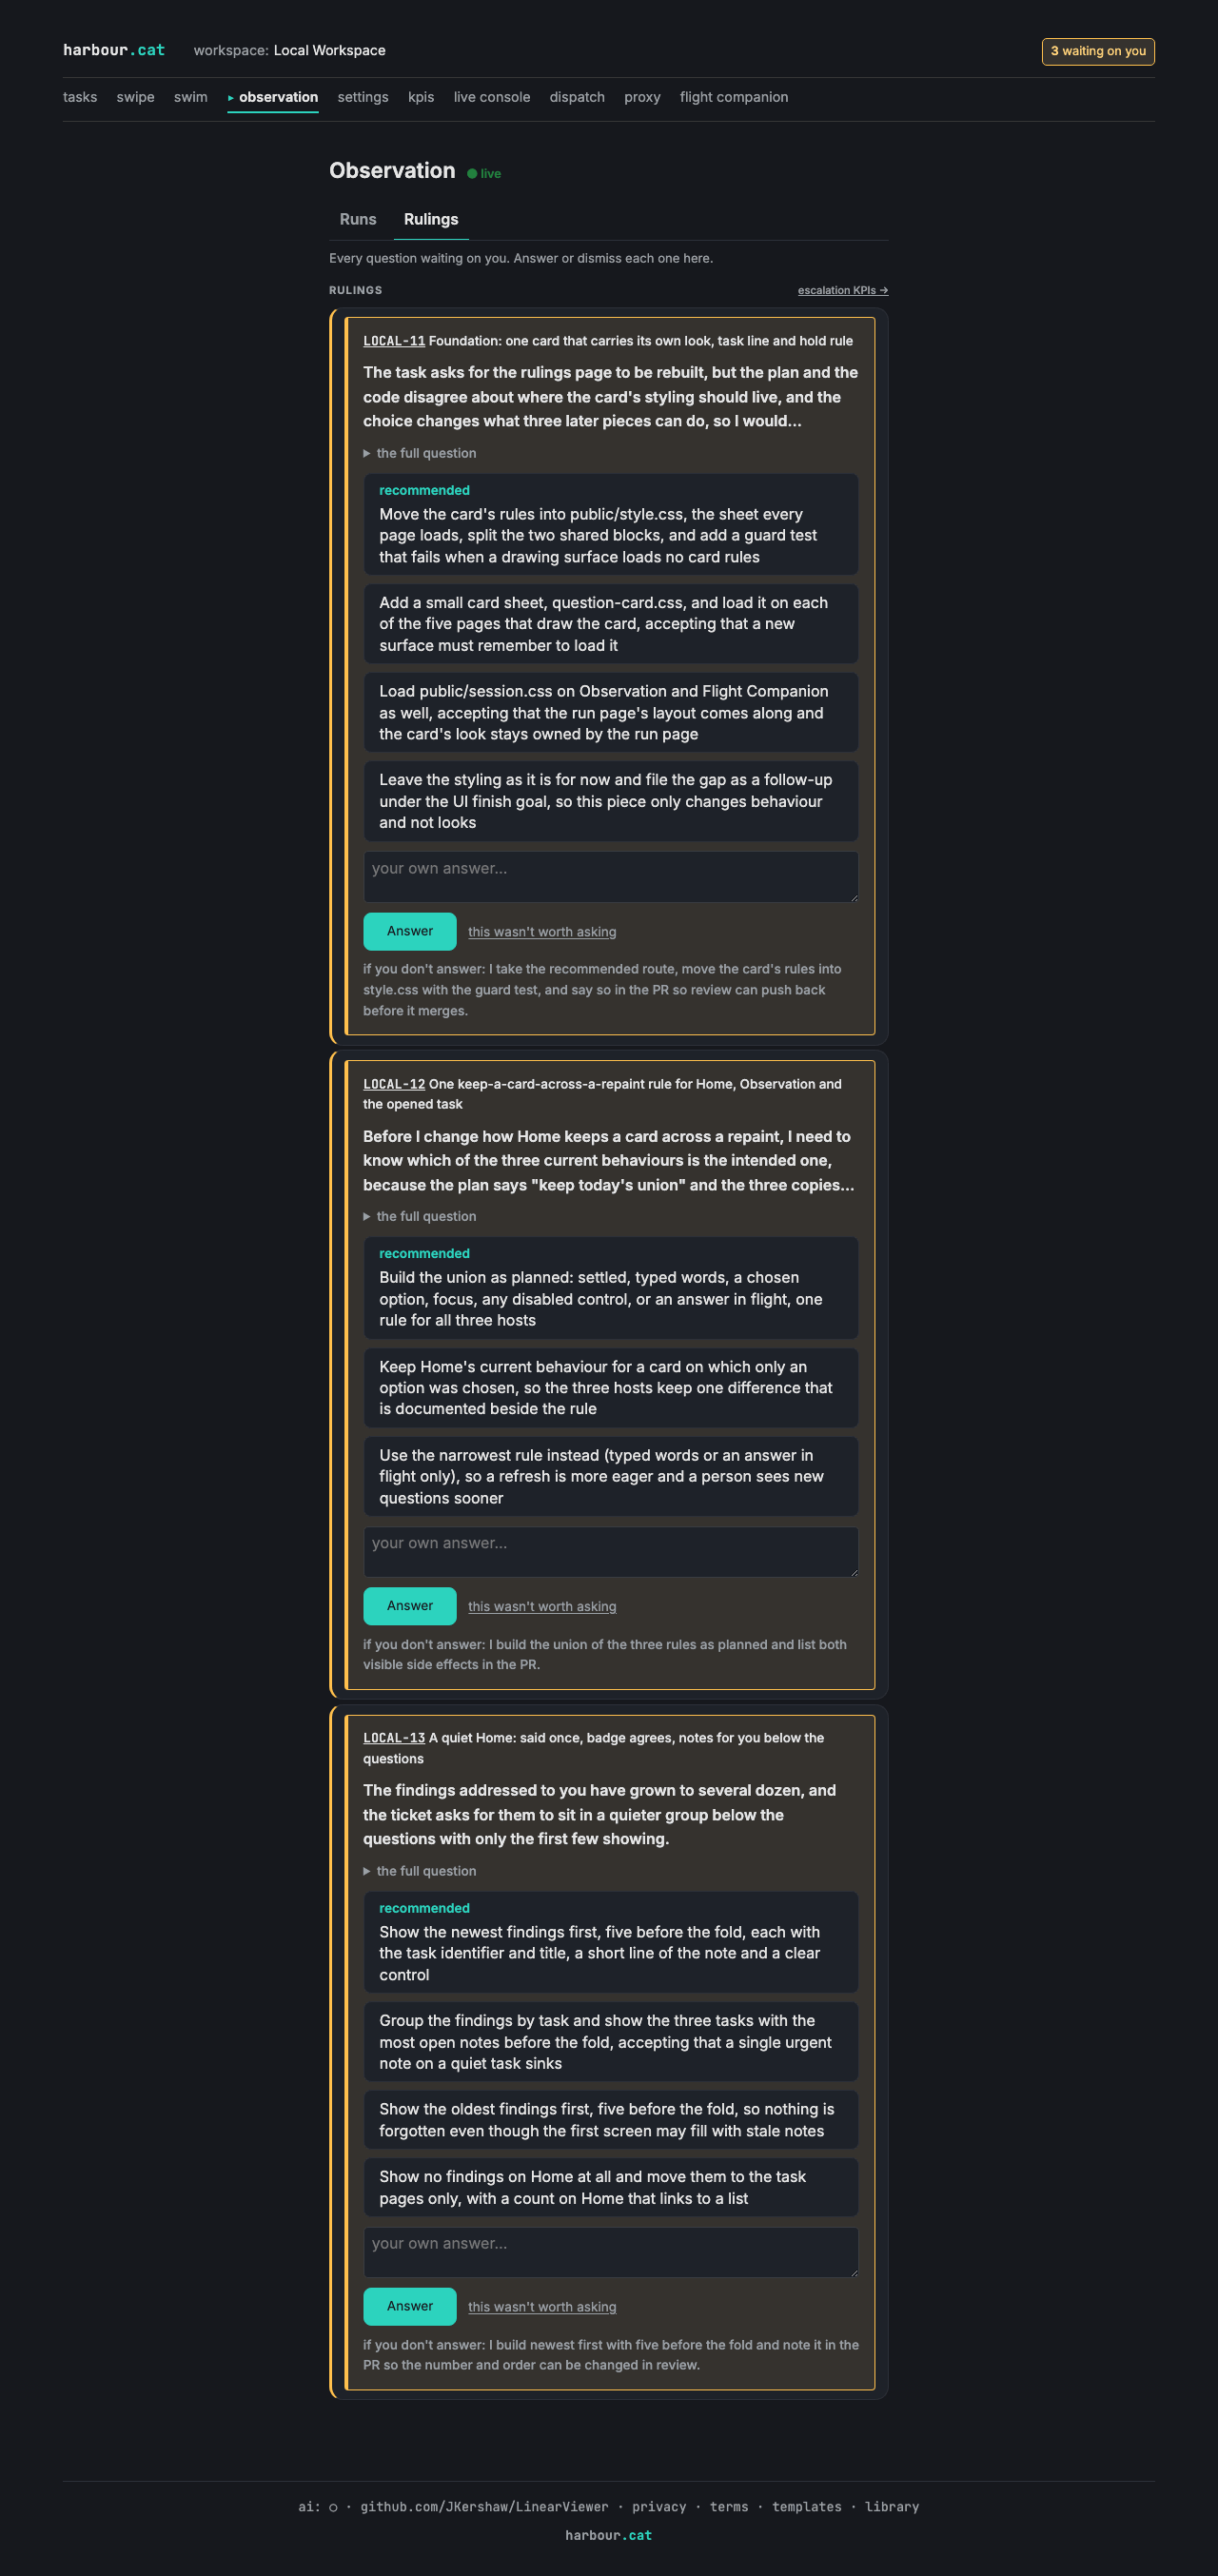 harbour.cat workspace: Local Workspace 3 waiting on you
tasks swipe swim ▸ observation settings kpis live console dispatch proxy flight companion
Observation ● live
Runs Rulings
Every question waiting on you. Answer or dismiss each one here.
RULINGS escalation KPIs →
LOCAL-11 Foundation: one card that carries its own look, task line and hold rule
The task asks for the rulings page to be rebuilt, but the plan and the
code disagree about where the card's styling should live, and the
choice changes what three later pieces can do, so I would…
▶ the full question
recommended
Move the card's rules into public/style.css, the sheet every
page loads, split the two shared blocks, and add a guard test
that fails when a drawing surface loads no card rules
Add a small card sheet, question-card.css, and load it on each
of the five pages that draw the card, accepting that a new
surface must remember to load it
Load public/session.css on Observation and Flight Companion
as well, accepting that the run page's layout comes along and
the card's look stays owned by the run page
Leave the styling as it is for now and file the gap as a follow-up
under the UI finish goal, so this piece only changes behaviour
and not looks
your own answer...
Answer this wasn't worth asking
if you don't answer: I take the recommended route, move the card's rules into
style.css with the guard test, and say so in the PR so review can push back
before it merges.
LOCAL-12 One keep-a-card-across-a-repaint rule for Home, Observation and
the opened task
Before I change how Home keeps a card across a repaint, I need to
know which of the three current behaviours is the intended one,
because the plan says "keep today's union" and the three copies…
▶ the full question
recommended
Build the union as planned: settled, typed words, a chosen
option, focus, any disabled control, or an answer in flight, one
rule for all three hosts
Keep Home's current behaviour for a card on which only an
option was chosen, so the three hosts keep one difference that
is documented beside the rule
Use the narrowest rule instead (typed words or an answer in
flight only), so a refresh is more eager and a person sees new
questions sooner
your own answer...
Answer this wasn't worth asking
if you don't answer: I build the union of the three rules as planned and list both
visible side effects in the PR.
LOCAL-13 A quiet Home: said once, badge agrees, notes for you below the
questions
The findings addressed to you have grown to several dozen, and
the ticket asks for them to sit in a quieter group below the
questions with only the first few showing.
▶ the full question
recommended
Show the newest findings first, five before the fold, each with
the task identifier and title, a short line of the note and a clear
control
Group the findings by task and show the three tasks with the
most open notes before the fold, accepting that a single urgent
note on a quiet task sinks
Show the oldest findings first, five before the fold, so nothing is
forgotten even though the first screen may fill with stale notes
Show no findings on Home at all and move them to the task
pages only, with a count on Home that links to a list
your own answer...
Answer this wasn't worth asking
if you don't answer: I build newest first with five before the fold and note it in the
PR so the number and order can be changed in review.
ai: ○ · github.com/JKershaw/LinearViewer · privacy · terms · templates · library
harbour.cat